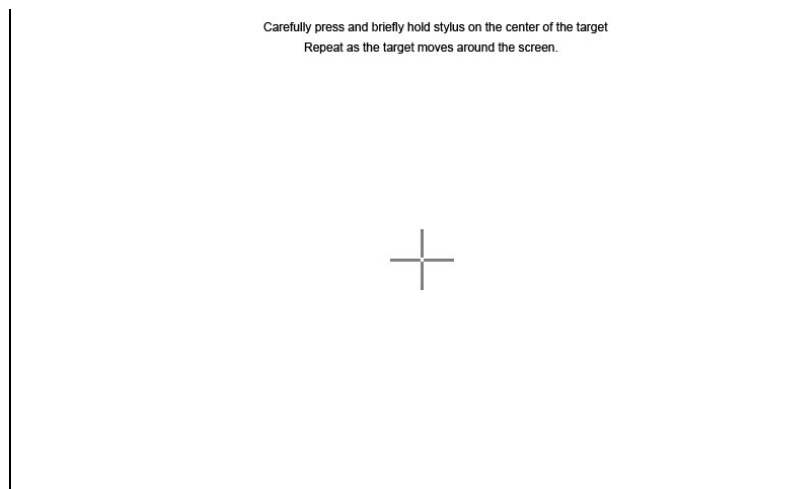 Carefully press and briefly hold stylus on the center of the target
Repeat as the target moves around the screen.